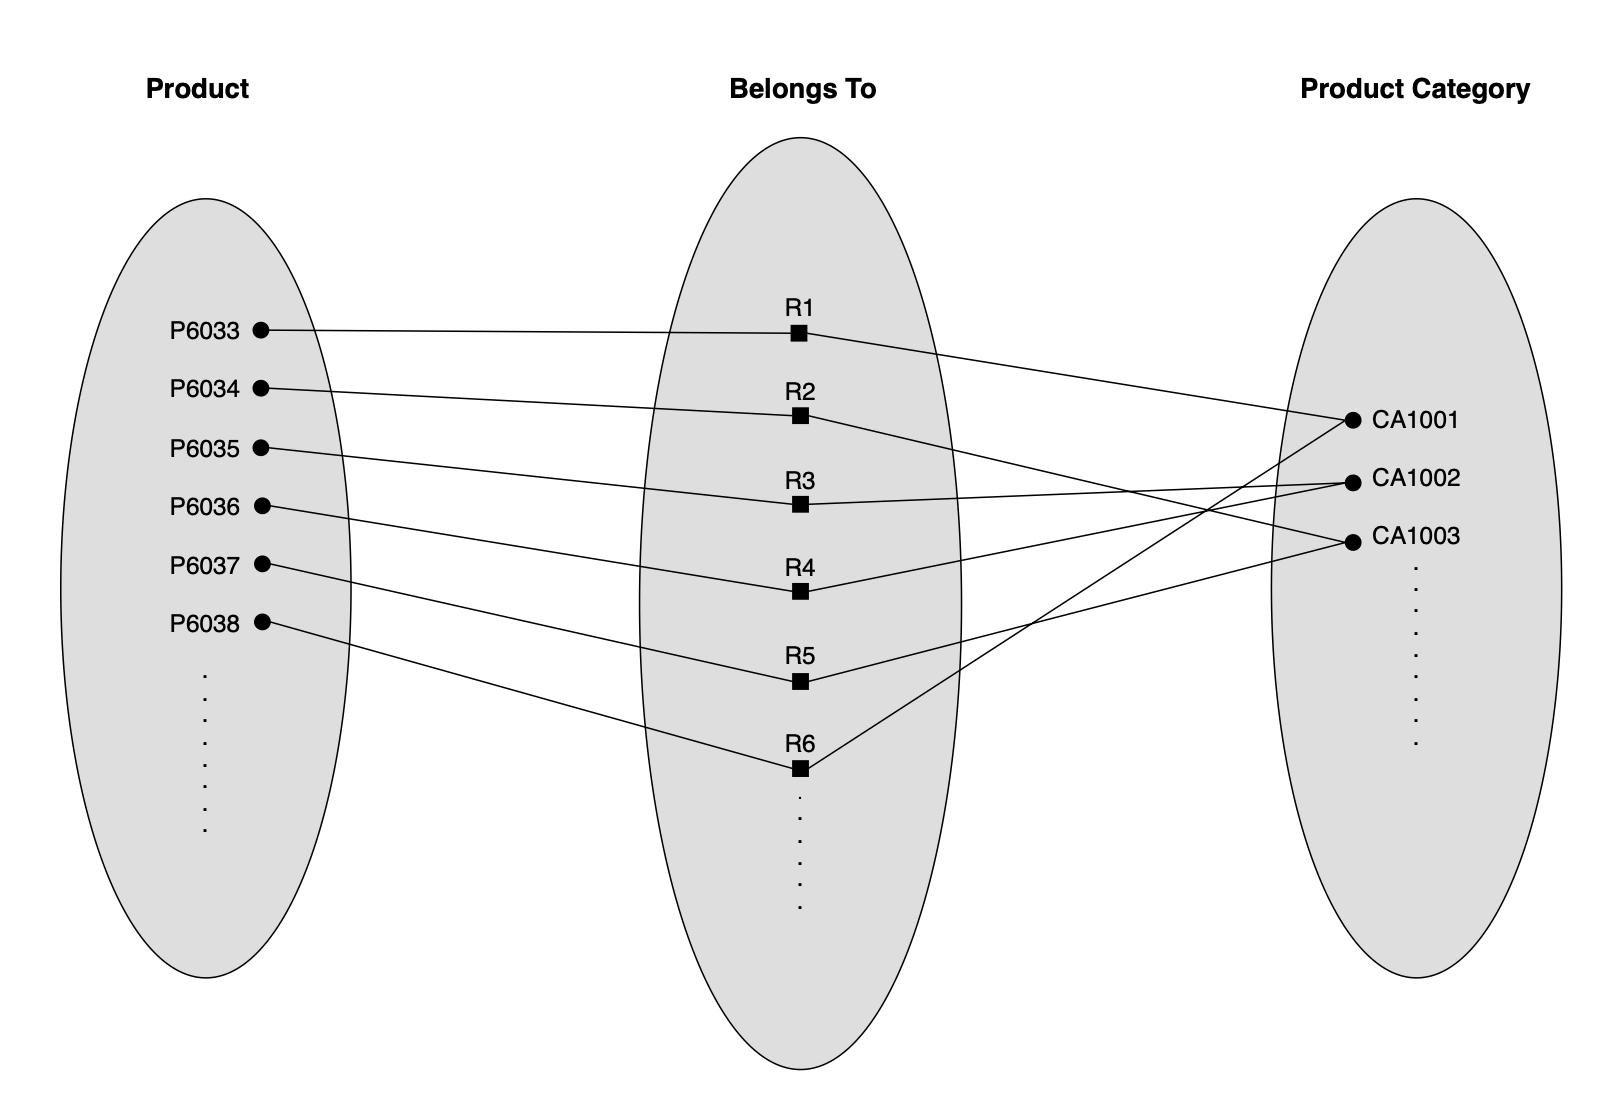 Product
Belongs To
Product Category
P6033
P6034
P6035
P6036
P6037
P6038
R1
R2
R3
R4
R5
R6
CA1001
CA1002
CA1003